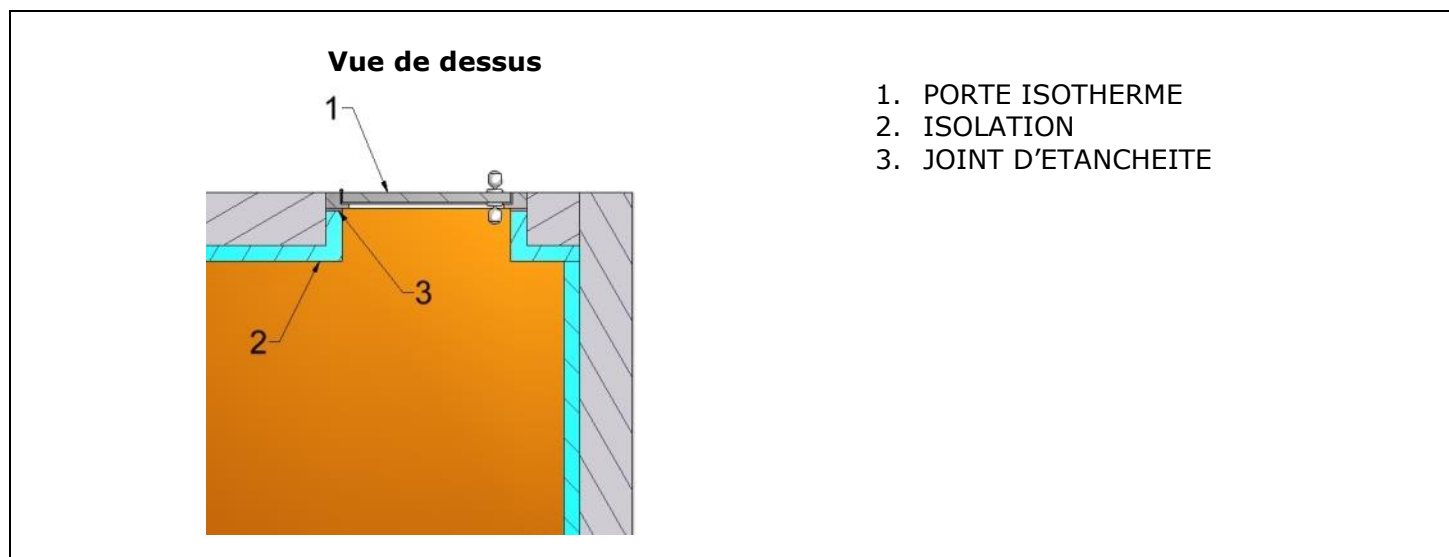 Vue de dessus
1
3
2
1. PORTE ISOTHERME
2. ISOLATION
3. JOINT D'ETANCHEITE